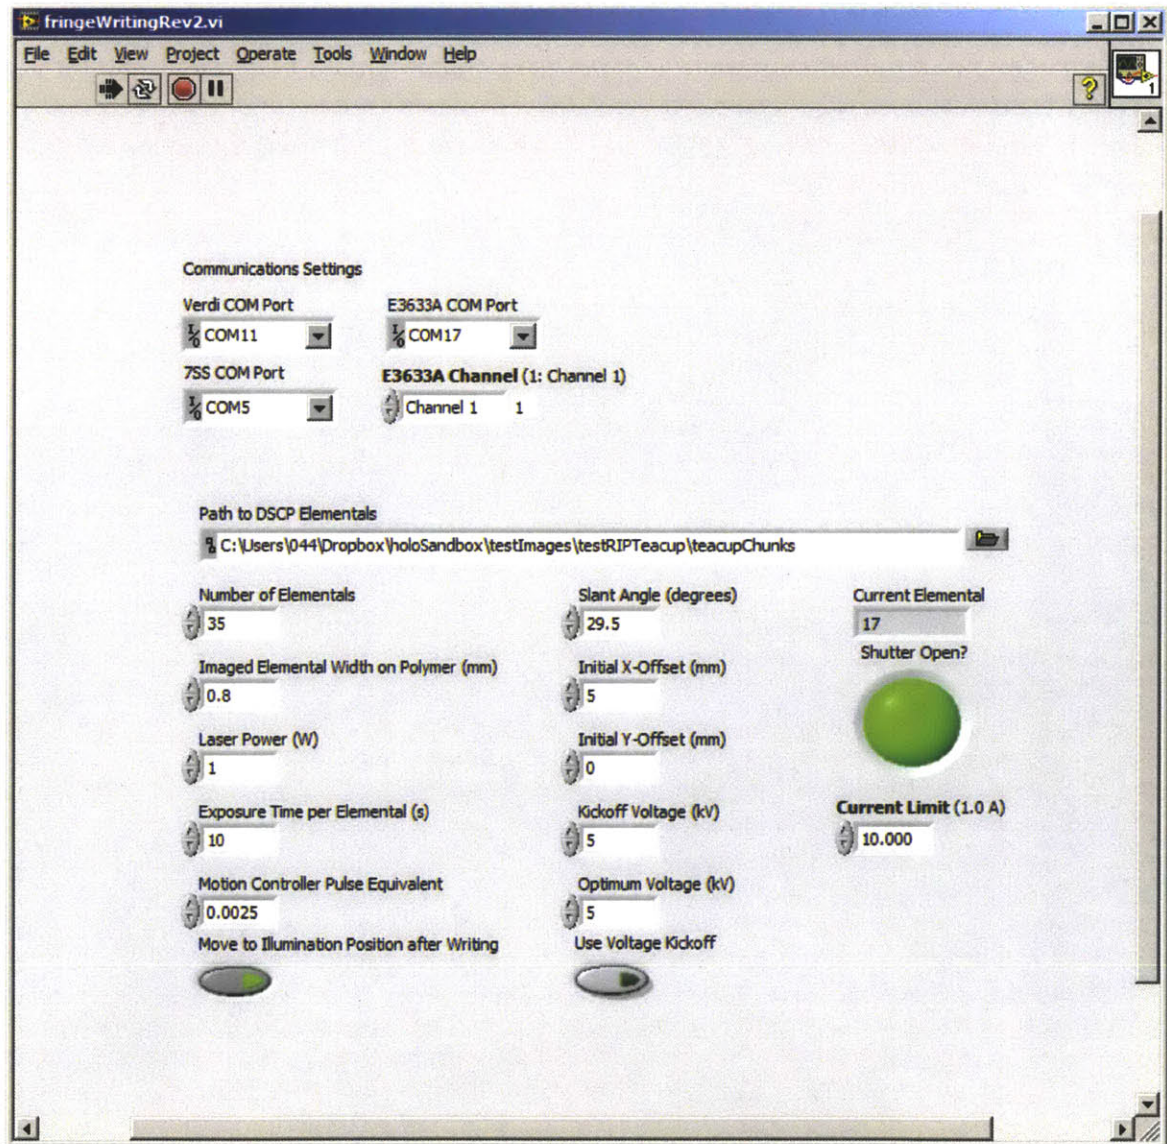 fringeWritingRev2.vi
File Edit View Project Operate Tools Window Help
1
Communications Settings
Verdi COM Port E3633A COM Port
COM11 COM17
7SS COM Port E3633A Channel (1: Channel 1)
COM5 Channel 1 1
Path to DSCP Elementals
C:\Users\044\Dropbox\holoSandbox\testImages\testRIPTeacup\teacupChunks
Number of Elementals Slant Angle (degrees) Current Elemental
35 29.5 17
Imaged Elemental Width on Polymer (mm) Initial X-Offset (mm) Shutter Open?
0.8 5
Laser Power (W) Initial Y-Offset (mm)
1 0
Exposure Time per Elemental (s) Kickoff Voltage (kV) Current Limit (1.0 A)
10 5 10.000
Motion Controller Pulse Equivalent Optimum Voltage (kV)
0.0025 5
Move to Illumination Position after Writing Use Voltage Kickoff